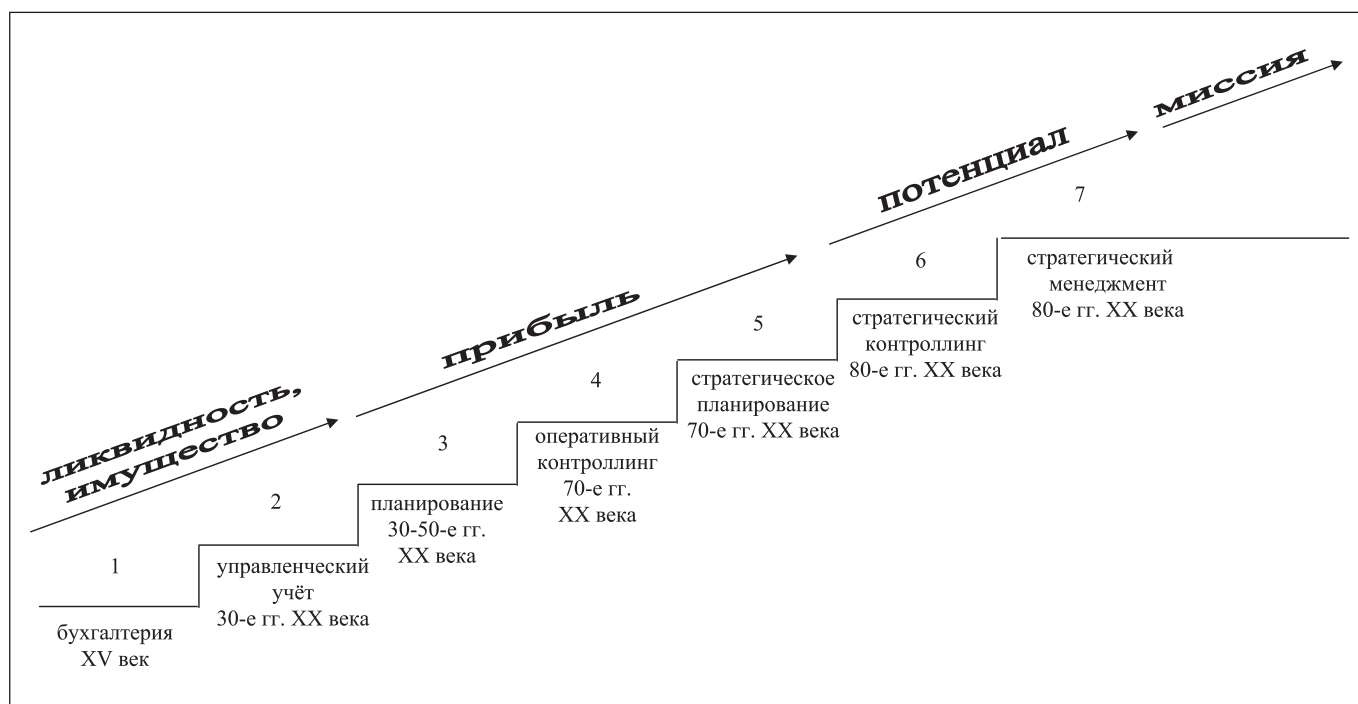 миссия
потенциал
7
6
стратегический
менеджмент
80-е гг. XX века
прибыль
5
стратегический
контроллинг
80-е гг. XX века
4
стратегическое
планирование
70-е гг. XX века
ликвидность,
имущество
3
оперативный
контроллинг
70-е гг.
XX века
2
планирование
30-50-е гг.
XX века
1
управленческий
учёт
30-е гг. XX века
бухгалтерия
XV век